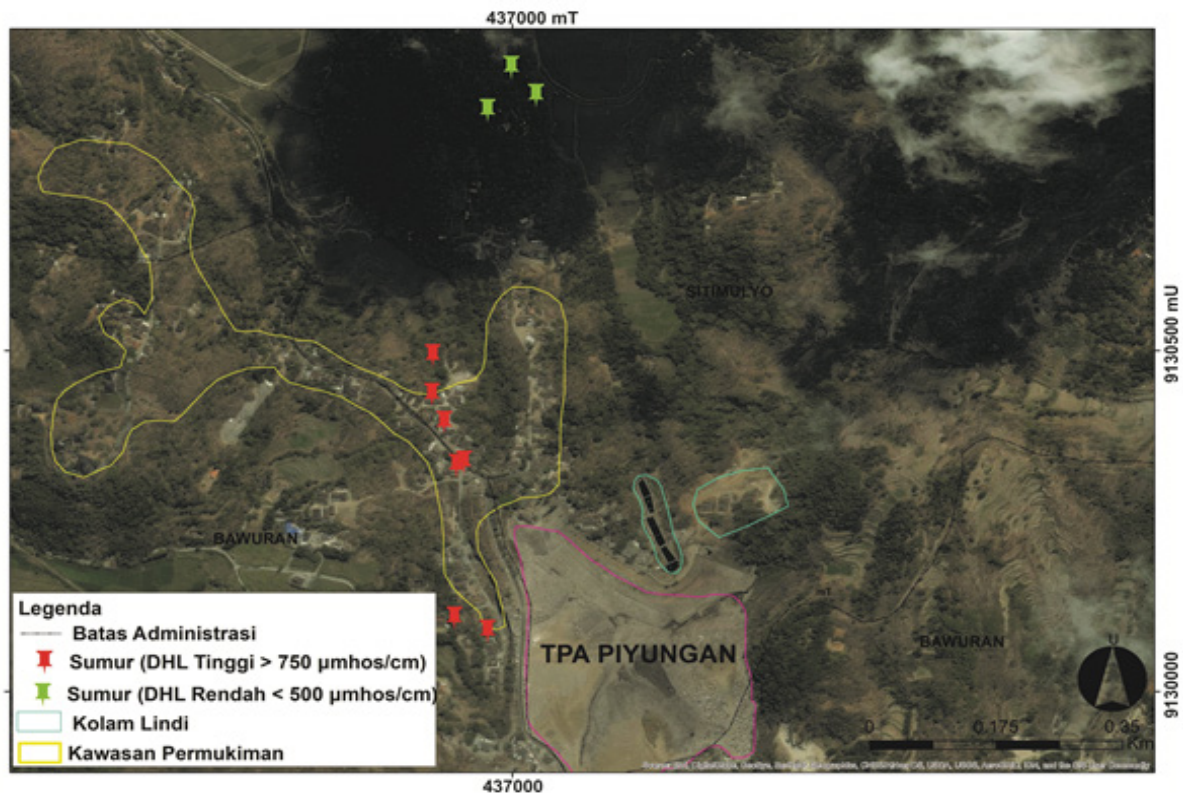 437000 mT
SITIMULYO
9130500 mU
BAWURAN
Legenda
Batas Administrasi
Sumur (DHL Tinggi > 750 µmhos/cm)
Sumur (DHL Rendah < 500 µmhos/cm)
Kolam Lindi
Kawasan Permukiman
TPA PIYUNGAN
mT
BAWURAN
U
9130000
0 0.175 0.35
Km
437000